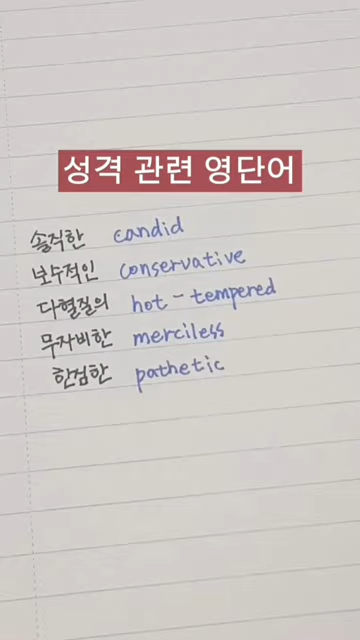 성격 관련 영단어
솔직한 candid
보수적인 conservative
다혈질의 hot-tempered
무자비한 merciless
한점한 pathetic